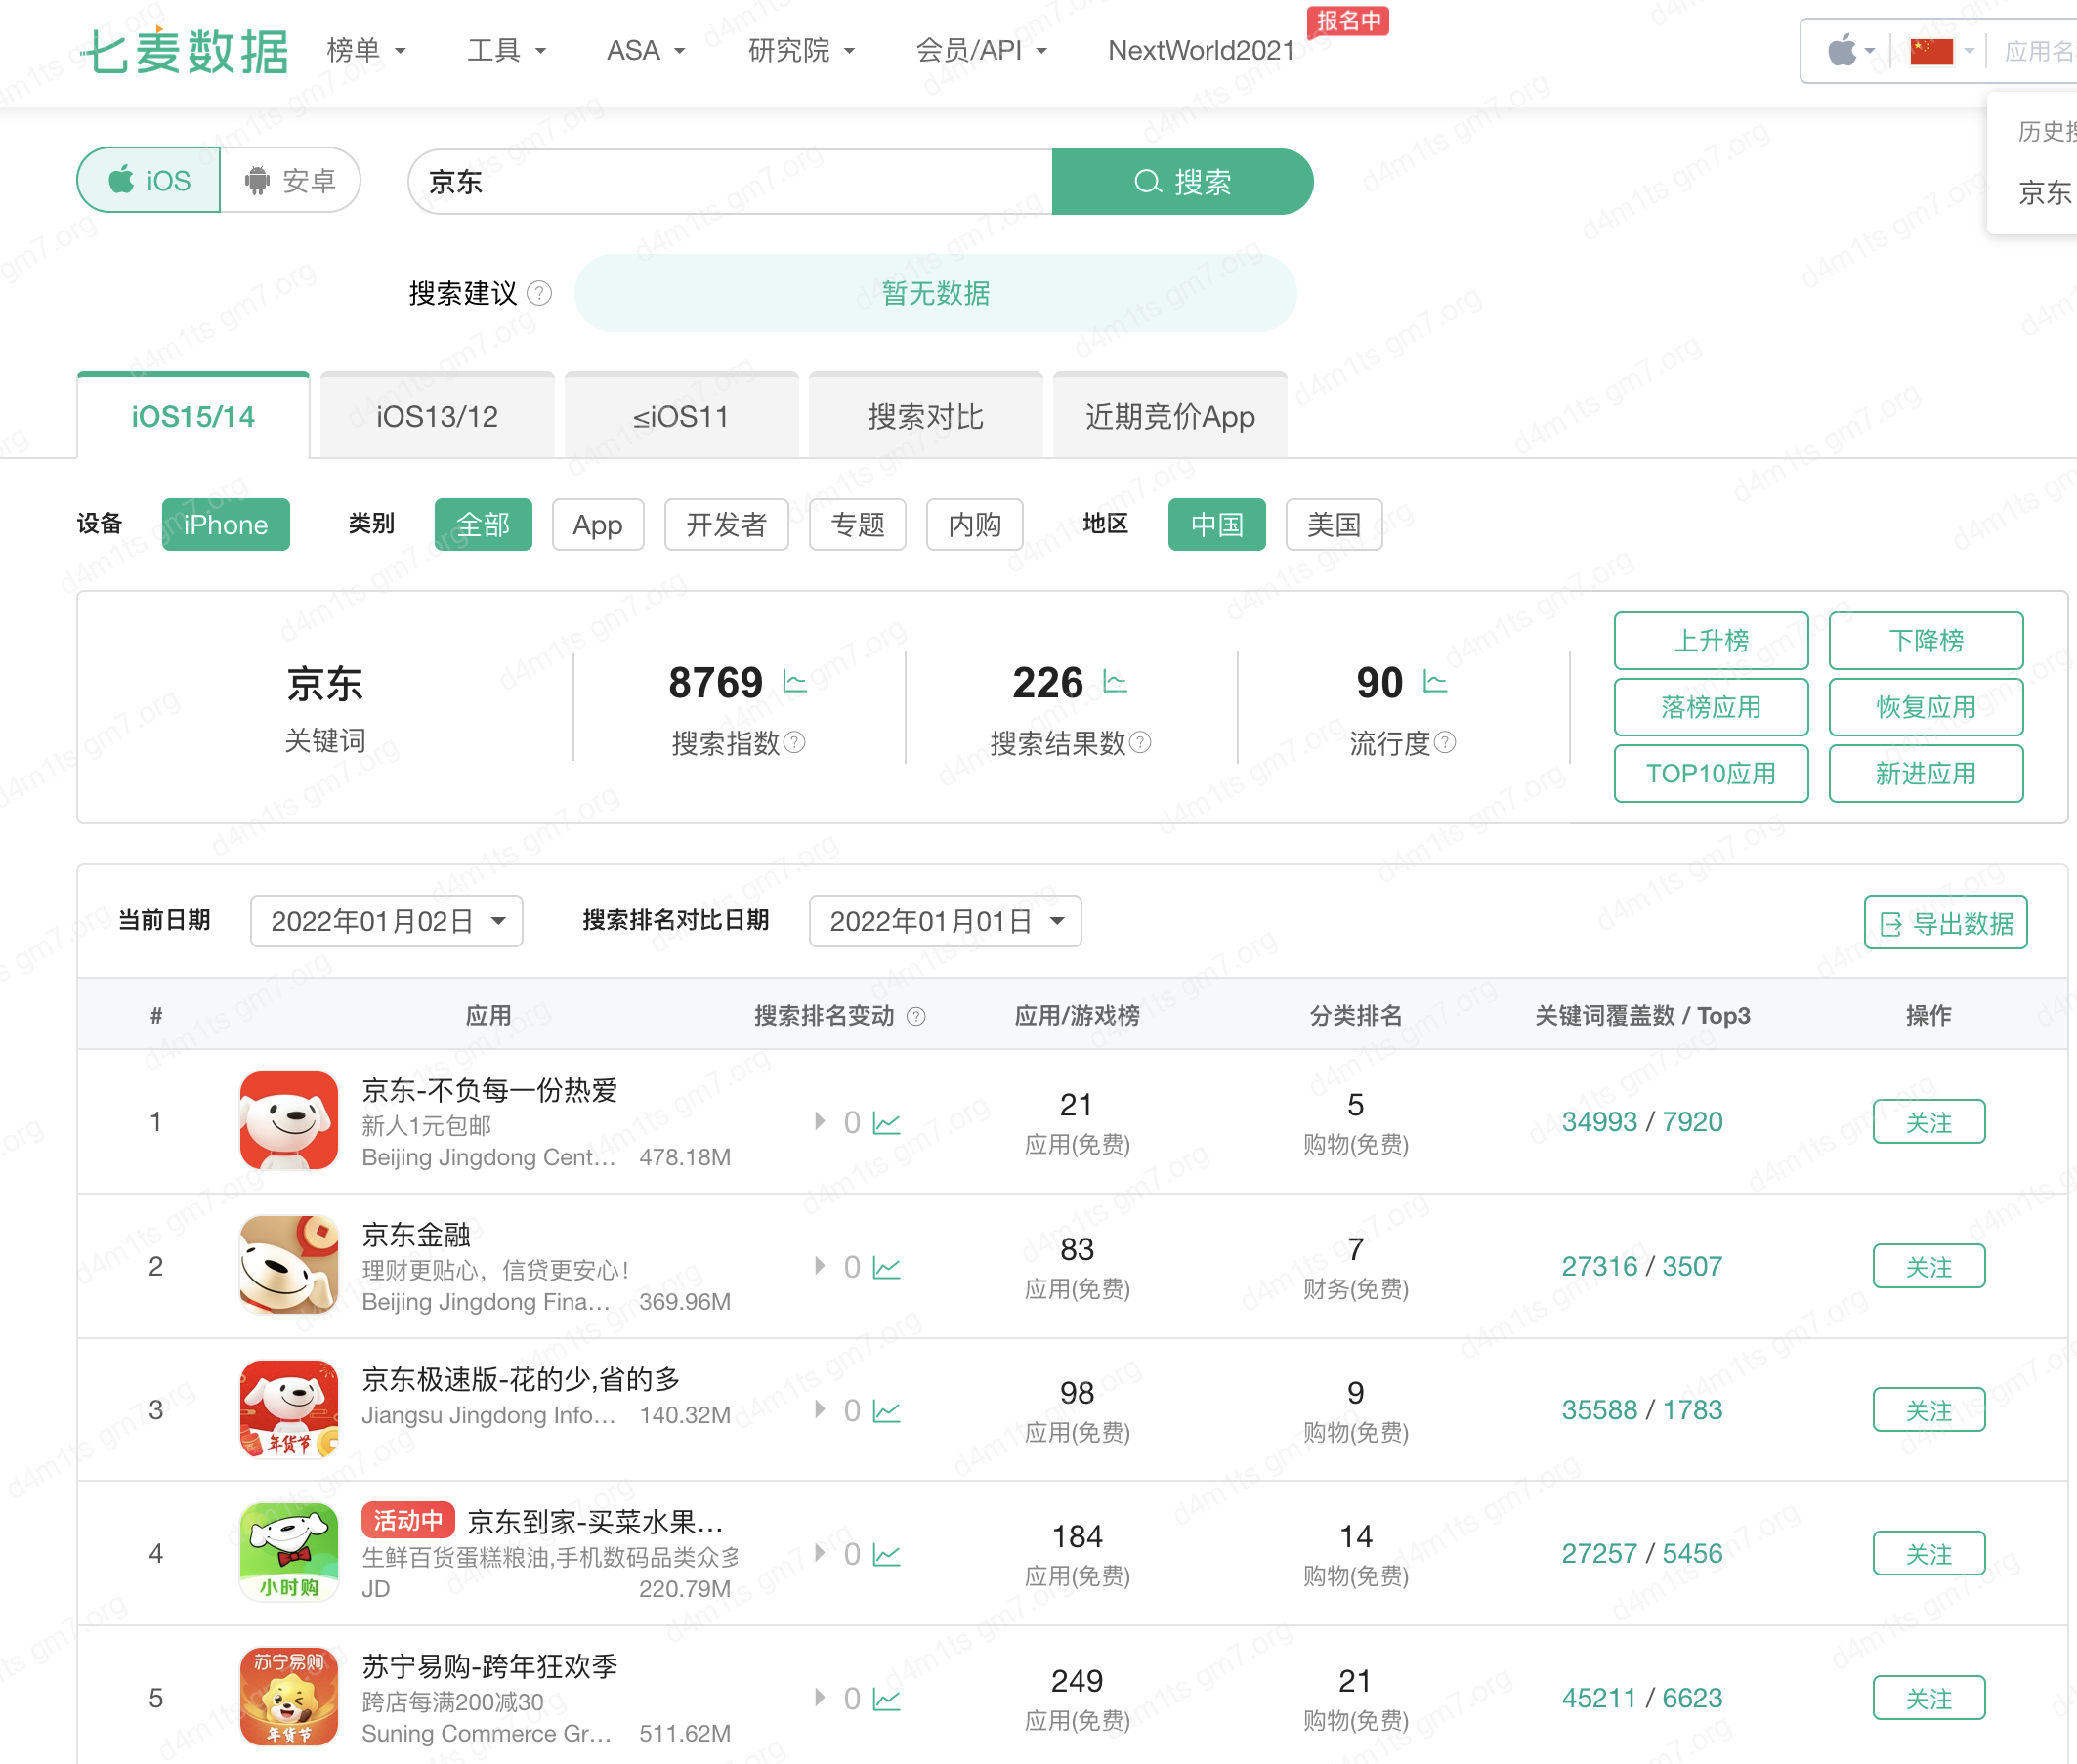 七麦数据 榜单 工具 ASA 研究院 会员/API NextWorld2021 报名中
历史搜
京东
iOS 安卓 京东 搜索
搜索建议 ? 暂无数据
iOS15/14 iOS13/12 ≤iOS11 搜索对比 近期竞价App
设备 iPhone 类别 全部 App 开发者 专题 内购 地区 中国 美国
京东 8769 226 90
关键词 搜索指数? 搜索结果数? 流行度?
上升榜 下降榜
落榜应用 恢复应用
TOP10应用 新进应用
当前日期 2022年01月02日 搜索排名对比日期 2022年01月01日 导出数据
# 应用 搜索排名变动 ? 应用/游戏榜 分类排名 关键词覆盖数 / Top3 操作
1 京东-不负每一份热爱
新人1元包邮
Beijing Jingdong Cent... 478.18M
0 21 5 34993 / 7920 关注
应用(免费) 购物(免费)
2 京东金融
理财更贴心，信贷更安心！
Beijing Jingdong Fina... 369.96M
0 83 7 27316 / 3507 关注
应用(免费) 财务(免费)
3 京东极速版-花的少,省的多
Jiangsu Jingdong Info... 140.32M
年货节
0 98 9 35588 / 1783 关注
应用(免费) 购物(免费)
4 活动中 京东到家-买菜水果...
生鲜百货蛋糕粮油,手机数码品类众多
JD 220.79M
小时购
0 184 14 27257 / 5456 关注
应用(免费) 购物(免费)
5 苏宁易购-跨年狂欢季
跨店每满200减30
Suning Commerce Gr... 511.62M
苏宁易购
年货节
0 249 21 45211 / 6623 关注
应用(免费) 购物(免费)
d4m1ts gm7.org